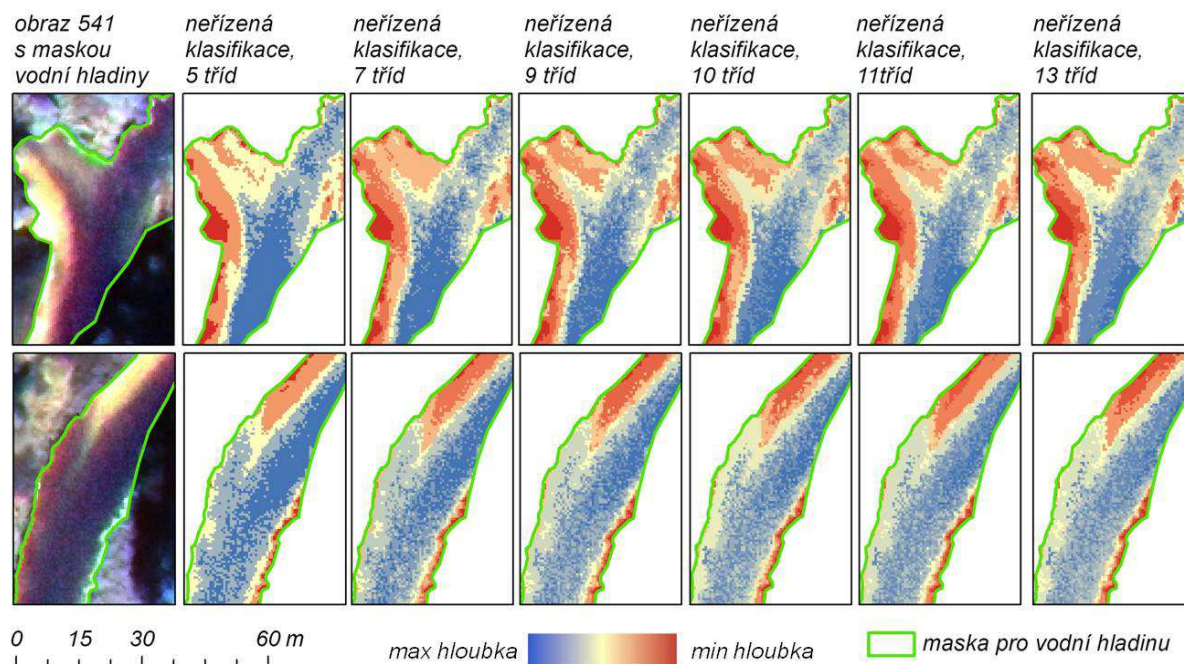 obraz 541
s maskou
vodní hladiny
neřízená
klasifikace,
5 tříd
neřízená
klasifikace,
7 tříd
neřízená
klasifikace,
9 tříd
neřízená
klasifikace,
10 tříd
neřízená
klasifikace,
11tříd
neřízená
klasifikace,
13 tříd
0 15 30 60 m
max hloubka
min hloubka
maska pro vodní hladinu